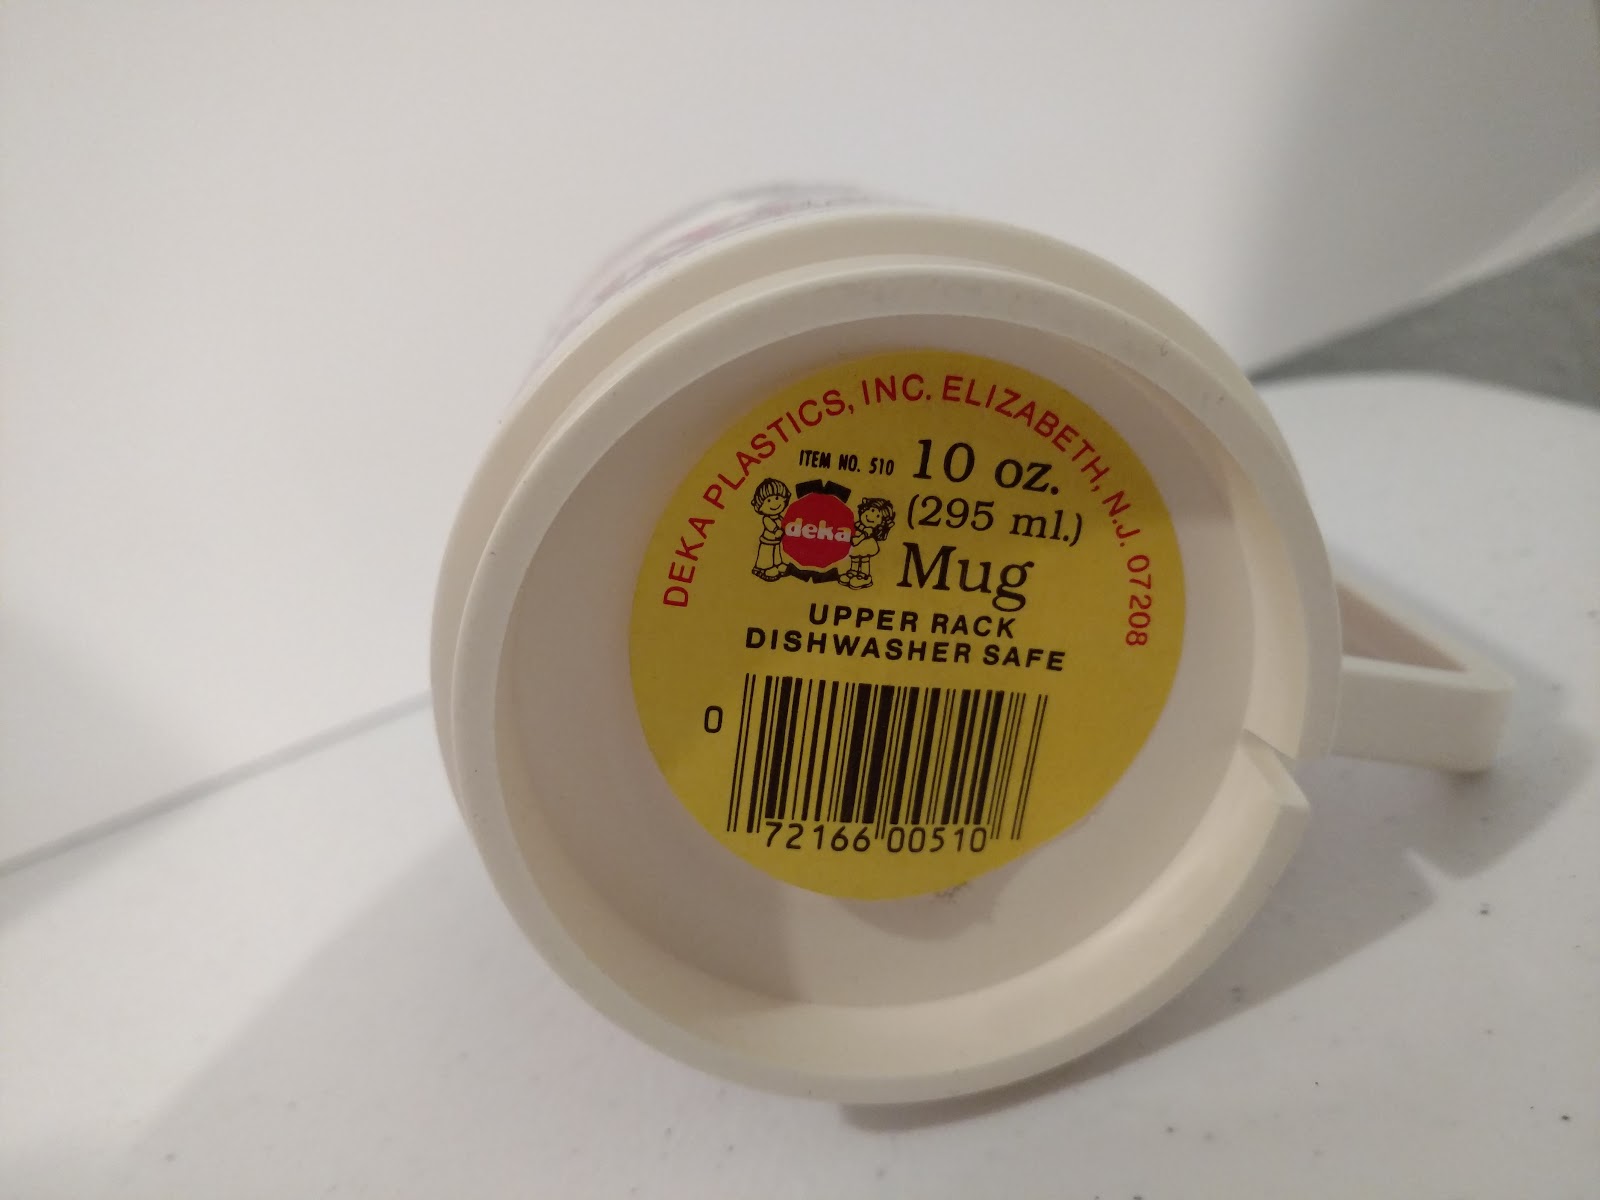 DEKA PLASTICS, INC. ELIZABETH, N.J. 07208
ITEM NO. 510
10 oz.
(295 ml.)
Mug
deka
UPPER RACK
DISHWASHER SAFE
0
72166 00510